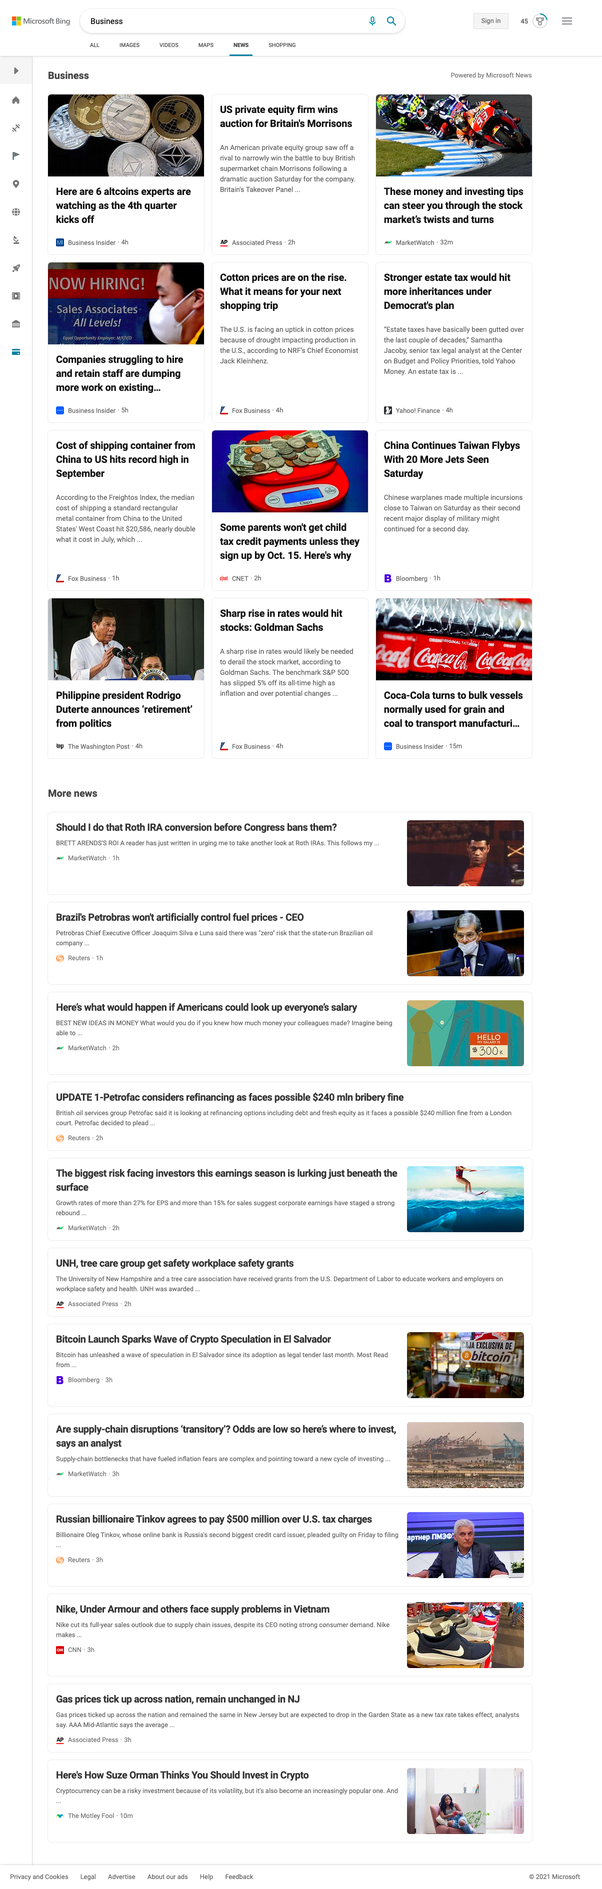 Microsoft Bing
Business
Sign in
45
ALL
IMAGES
VIDEOS
MAPS
NEWS
SHOPPING
Business
Powered by Microsoft News
Here are 6 altcoins experts are
watching as the 4th quarter
kicks off
Business Insider · 4h
US private equity firm wins
auction for Britain's Morrisons
An American private equity group saw off a
rival to narrowly win the battle to buy British
supermarket chain Morrisons following a
dramatic auction Saturday for the company.
Britain's Takeover Panel ...
AP
Associated Press · 2h
93
These money and investing tips
can steer you through the stock
market's twists and turns
MarketWatch · 32m
NOW HIRING!
Sales Associates
All Levels!
Companies struggling to hire
and retain staff are dumping
more work on existing…
Business Insider · 5h
Cotton prices are on the rise.
What it means for your next
shopping trip
The U.S. is facing an uptick in cotton prices
because of drought impacting production in
the U.S., according to NRF's Chief Economist
Jack Kleinhenz.
Fox Business · 4h
Stronger estate tax would hit
more inheritances under
Democrat's plan
"Estate taxes have basically been gutted over
the last couple of decades," Samantha
Jacoby, senior tax legal analyst at the Center
on Budget and Policy Priorities, told Yahoo
Money. An estate tax is ...
Yahoo! Finance · 4h
Cost of shipping container from
China to US hits record high in
September
According to the Freightos Index, the median
cost of shipping a standard rectangular
metal container from China to the United
States' West Coast hit $20,586, nearly double
what it cost in July, which ...
Fox Business · 1h
Some parents won't get child
tax credit payments unless they
sign up by Oct. 15. Here's why
CNET · 2h
China Continues Taiwan Flybys
With 20 More Jets Seen
Saturday
Chinese warplanes made multiple incursions
close to Taiwan on Saturday as their second
recent major display of military might
continued for a second day.
B
Bloomberg · 1h
Philippine president Rodrigo
Duterte announces 'retirement'
from politics
wp
The Washington Post · 4h
Sharp rise in rates would hit
stocks: Goldman Sachs
A sharp rise in rates would likely be needed
to derail the stock market, according to
Goldman Sachs. The benchmark S&P 500
has slipped 5% off its all-time high as
inflation and over potential changes ...
Fox Business · 4h
Coca-Cola
Coca-Cola turns to bulk vessels
normally used for grain and
coal to transport manufacturi…
Business Insider · 15m
More news
Should I do that Roth IRA conversion before Congress bans them?
BRETT ARENDS'S ROI A reader has just written in urging me to take another look at Roth IRAs. This follows my ...
MarketWatch · 1h
Brazil's Petrobras won't artificially control fuel prices - CEO
Petrobras Chief Executive Officer Joaquim Silva e Luna said there was "zero" risk that the state-run Brazilian oil
company ...
Reuters · 1h
Here's what would happen if Americans could look up everyone's salary
BEST NEW IDEAS IN MONEY What would you do if you knew how much money your colleagues made? Imagine being
able to ...
MarketWatch · 2h
HELLO
MY SALARY IS
$300K
UPDATE 1-Petrofac considers refinancing as faces possible $240 mln bribery fine
British oil services group Petrofac said it is looking at refinancing options including debt and fresh equity as it faces a possible $240 million fine from a London
court. Petrofac decided to plead ...
Reuters · 2h
The biggest risk facing investors this earnings season is lurking just beneath the
surface
Growth rates of more than 27% for EPS and more than 15% for sales suggest corporate earnings have staged a strong
rebound ...
MarketWatch · 2h
UNH, tree care group get safety workplace safety grants
The University of New Hampshire and a tree care association have received grants from the U.S. Department of Labor to educate workers and employers on
workplace safety and health. UNH was awarded ...
AP
Associated Press · 2h
Bitcoin Launch Sparks Wave of Crypto Speculation in El Salvador
Bitcoin has unleashed a wave of speculation in El Salvador since its adoption as legal tender last month. Most Read
from ...
B
Bloomberg · 3h
JA EXCLUSIVA DE
bitcoin
Are supply-chain disruptions 'transitory'? Odds are low so here's where to invest,
says an analyst
Supply-chain bottlenecks that have fueled inflation fears are complex and pointing toward a new cycle of investing ...
MarketWatch · 3h
Russian billionaire Tinkov agrees to pay $500 million over U.S. tax charges
Billionaire Oleg Tinkov, whose online bank is Russia's second biggest credit card issuer, pleaded guilty on Friday to filing
...
Reuters · 3h
артнер ПМЭФ
Nike, Under Armour and others face supply problems in Vietnam
Nike cut its full-year sales outlook due to supply chain issues, despite its CEO noting strong consumer demand. Nike
makes ...
CNN · 3h
Gas prices tick up across nation, remain unchanged in NJ
Gas prices ticked up across the nation and remained the same in New Jersey but are expected to drop in the Garden State as a new tax rate takes effect, analysts
say. AAA Mid-Atlantic says the average ...
AP
Associated Press · 3h
Here's How Suze Orman Thinks You Should Invest in Crypto
Cryptocurrency can be a risky investment because of its volatility, but it's also become an increasingly popular one. And
...
The Motley Fool · 10m
Privacy and Cookies
Legal
Advertise
About our ads
Help
Feedback
© 2021 Microsoft